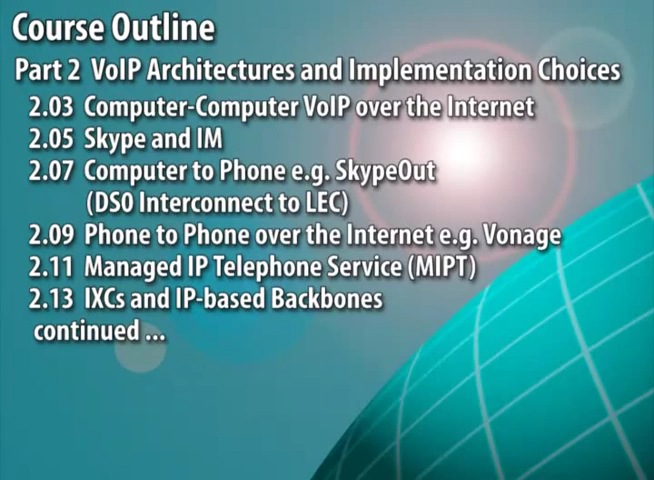 Course Outline
Part 2 VoIP Architectures and Implementation Choices
2.03 Computer-Computer VoIP over the Internet
2.05 Skype and IM
2.07 Computer to Phone e.g. SkypeOut
(DS0 Interconnect to LEC)
2.09 Phone to Phone over the Internet e.g. Vonage
2.11 Managed IP Telephone Service (MIPT)
2.13 IXCs and IP-based Backbones
continued ...